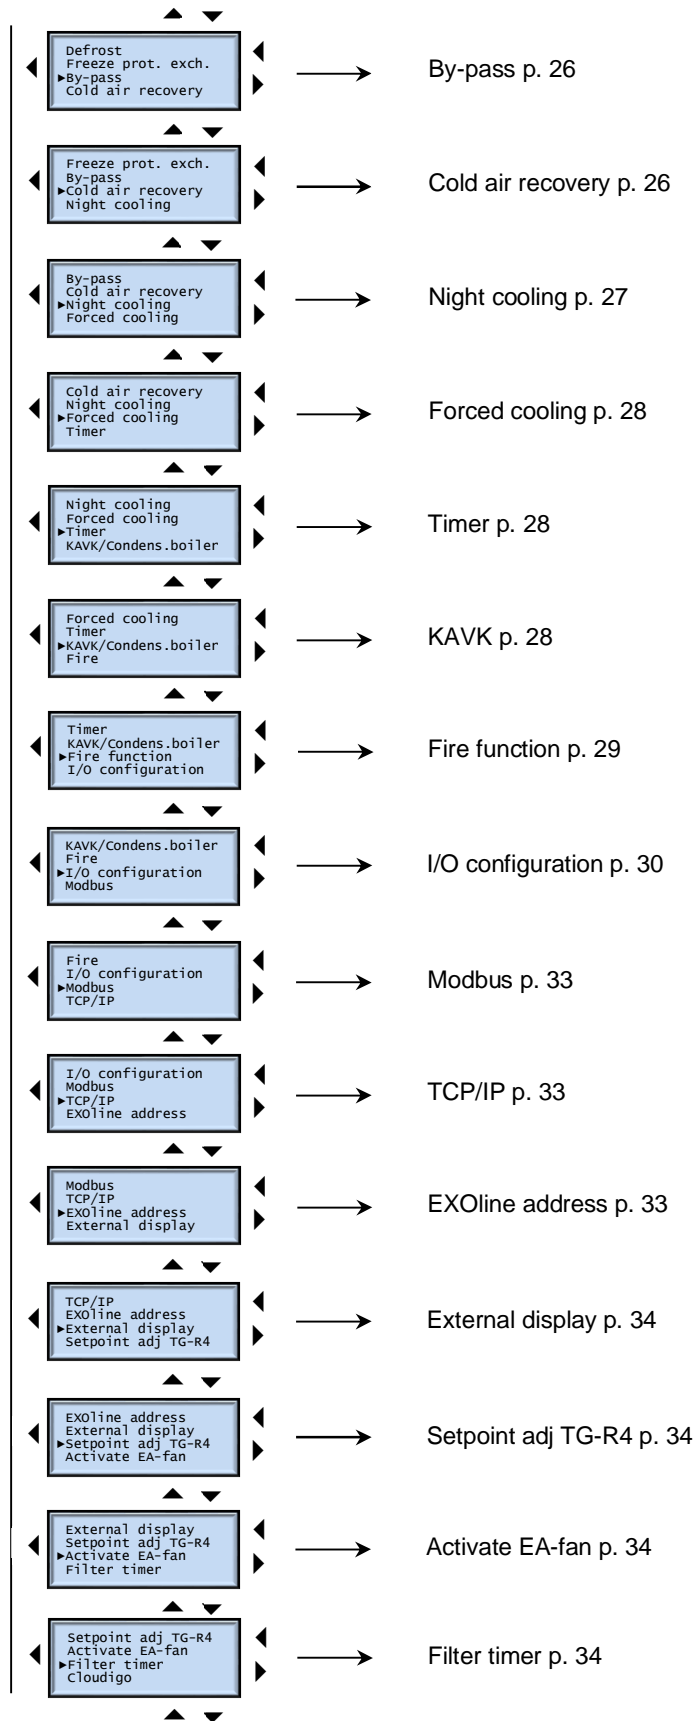 Defrost
Freeze prot. exch.
►By-pass
Cold air recovery
By-pass p. 26
Freeze prot. exch.
By-pass
►Cold air recovery
Night cooling
Cold air recovery p. 26
By-pass
Cold air recovery
►Night cooling
Forced cooling
Night cooling p. 27
Cold air recovery
Night cooling
►Forced cooling
Timer
Forced cooling p. 28
Night cooling
Forced cooling
►Timer
KAVK/Condens.boiler
Timer p. 28
Forced cooling
Timer
►KAVK/Condens.boiler
Fire
KAVK p. 28
Timer
KAVK/Condens.boiler
►Fire function
I/O configuration
Fire function p. 29
KAVK/Condens.boiler
Fire
►I/O configuration
Modbus
I/O configuration p. 30
Fire
I/O configuration
►Modbus
TCP/IP
Modbus p. 33
I/O configuration
Modbus
►TCP/IP
EXOline address
TCP/IP p. 33
Modbus
TCP/IP
►EXOline address
External display
EXOline address p. 33
TCP/IP
EXOline address
►External display
Setpoint adj TG-R4
External display p. 34
EXOline address
External display
►Setpoint adj TG-R4
Activate EA-fan
Setpoint adj TG-R4 p. 34
External display
Setpoint adj TG-R4
►Activate EA-fan
Filter timer
Activate EA-fan p. 34
Setpoint adj TG-R4
Activate EA-fan
►Filter timer
Cloudigo
Filter timer p. 34